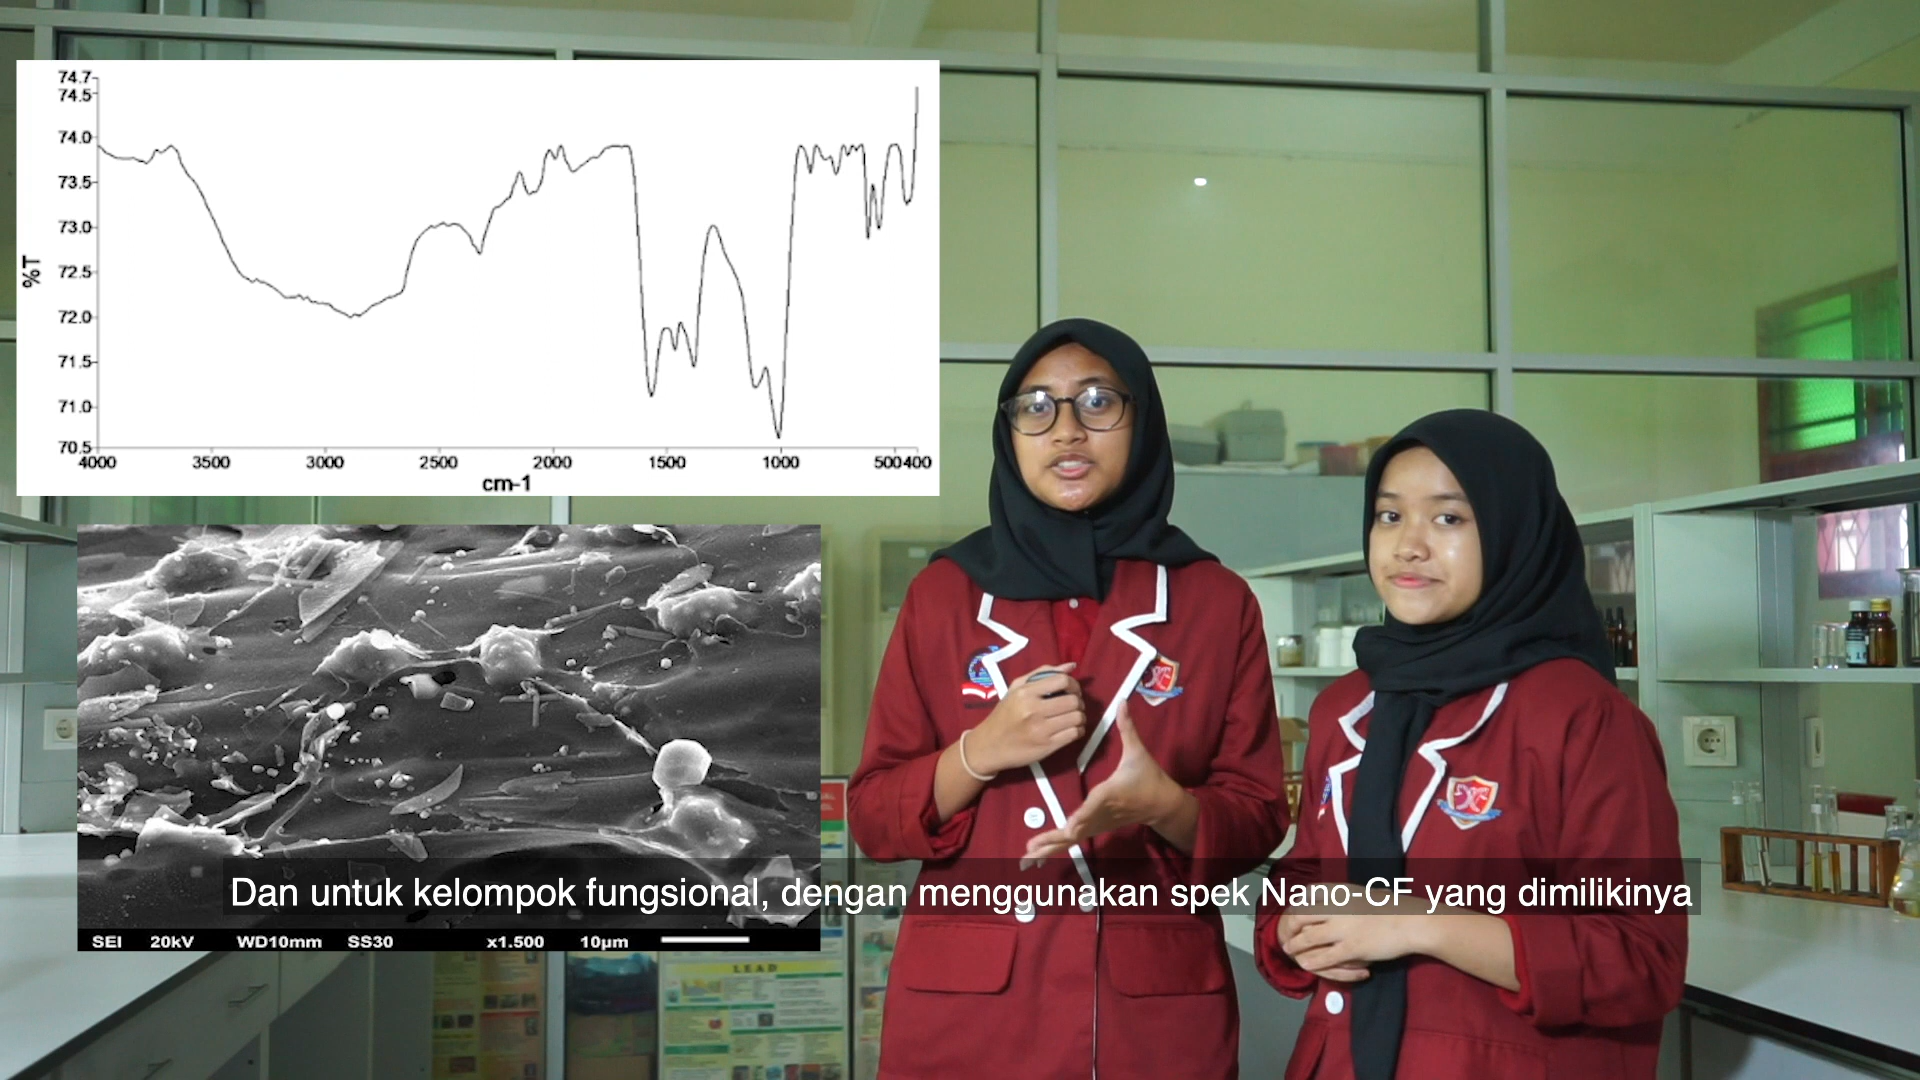 74.7
74.5
74.0
73.5
73.0
72.5
72.0
71.5
71.0
70.5
%T
4000 3500 3000 2500 2000 1500 1000 500 400
cm-1
SEI 20kV WD10mm SS30 x1.500 10µm
Dan untuk kelompok fungsional, dengan menggunakan spek Nano-CF yang dimilikinya
LEAD